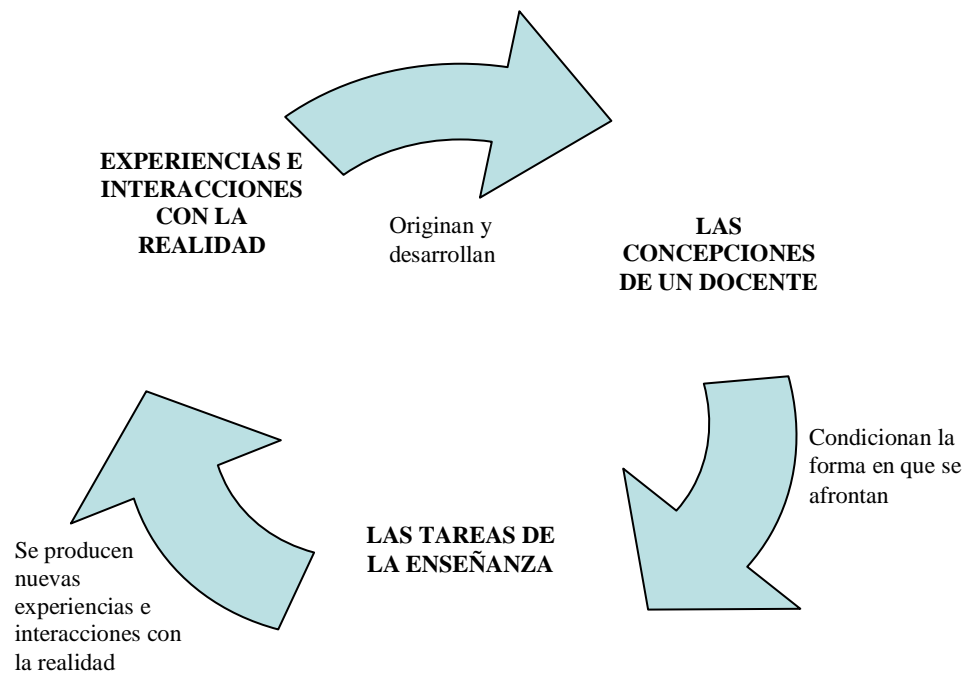 EXPERIENCIAS E
INTERACCIONES
CON LA
REALIDAD
Originan y
desarrollan
LAS
CONCEPCIONES
DE UN DOCENTE
Condicionan la
forma en que se
afrontan
LAS TAREAS DE
LA ENSEÑANZA
Se producen
nuevas
experiencias e
interacciones con
la realidad